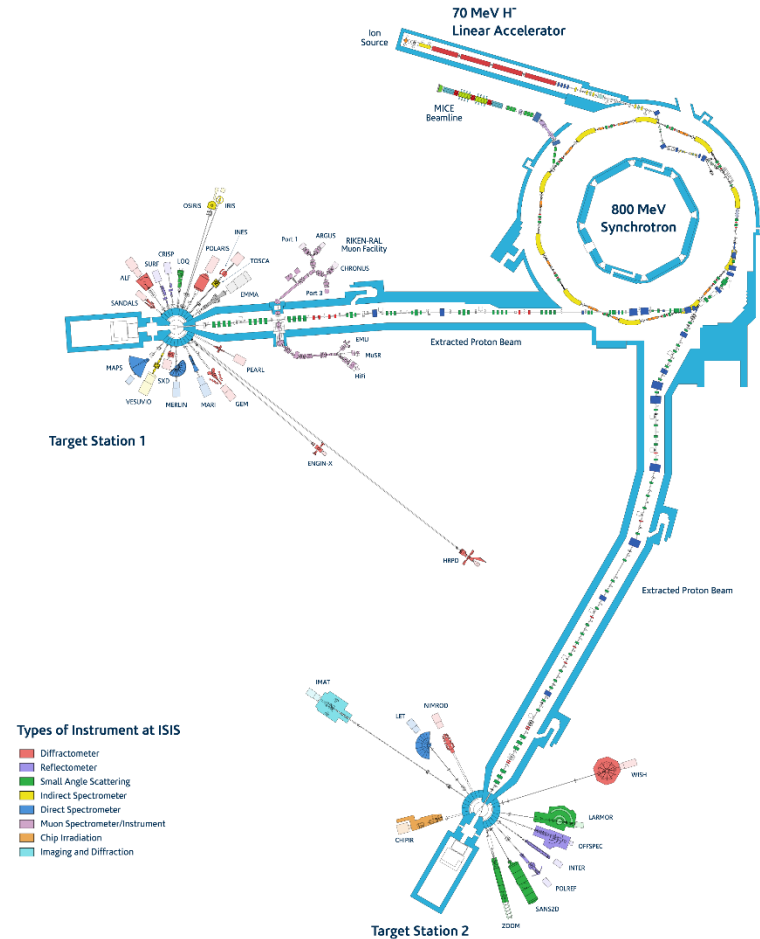 70 MeV H⁻
Linear Accelerator
Ion
Source
MICE
Beamline
800 MeV
Synchrotron
OSIRIS
IRIS
INES
POLARIS
TOSCA
CRISP
LOQ
SURF
ALF
SANDALS
EMMA
Port 1
ARGUS
RIKEN-RAL
Muon Facility
CHRONUS
Port 3
Extracted Proton Beam
EMU
MuSR
HiFi
MAPS
VESUVIO
SXD
MERLIN
MARI
GEM
PEARL
Target Station 1
ENGIN-X
HRPD
Extracted Proton Beam
IMAT
LET
NIMROD
WISH
LARMOR
OFFSPEC
INTER
POLREF
SANS2D
ZOOM
CHIPIR
Target Station 2
Types of Instrument at ISIS
Diffractometer
Reflectometer
Small Angle Scattering
Indirect Spectrometer
Direct Spectrometer
Muon Spectrometer/Instrument
Chip Irradiation
Imaging and Diffraction